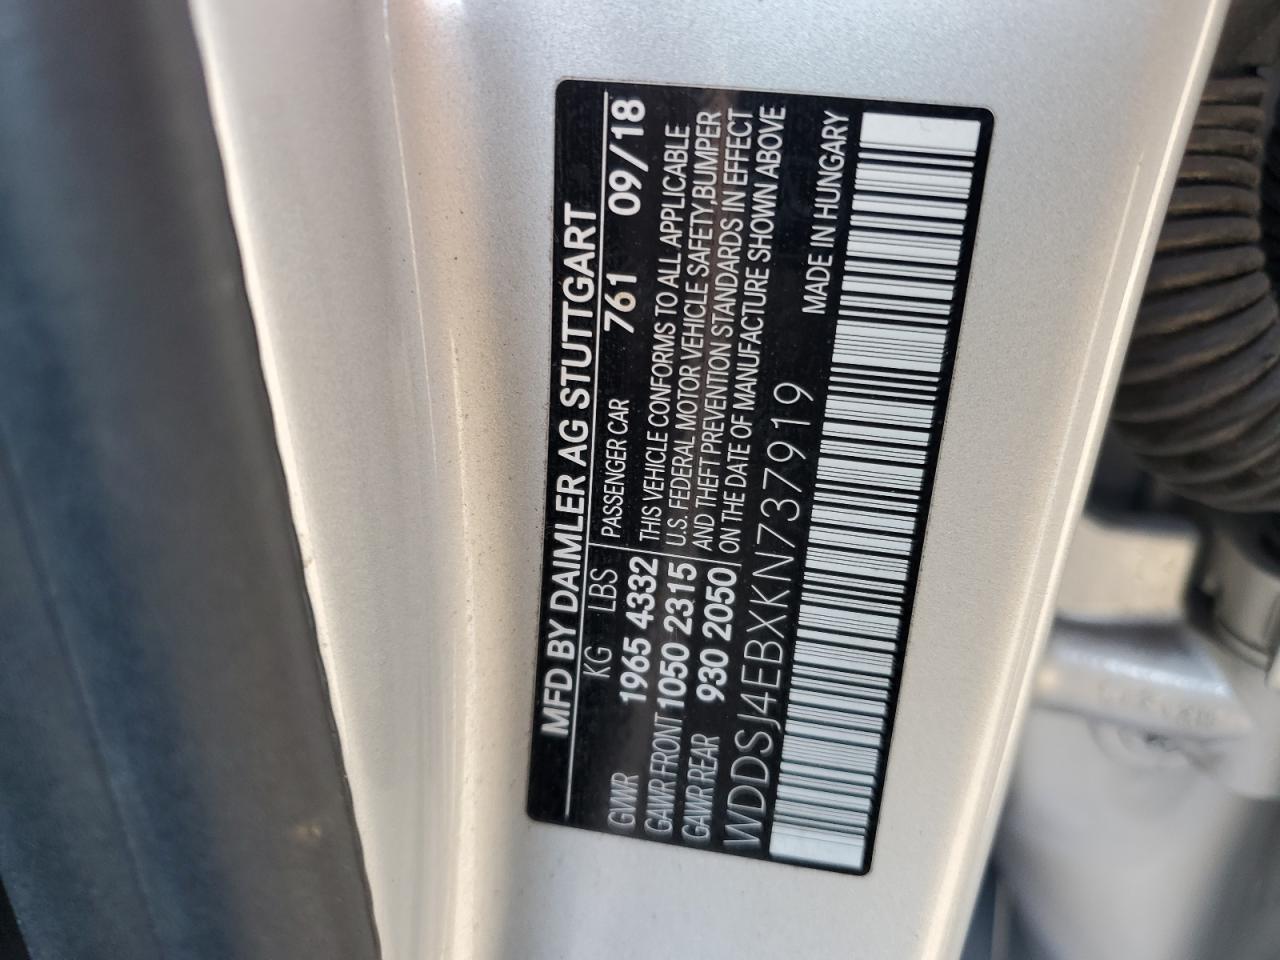 MFD BY DAIMLER AG STUTTGART
KG LBS PASSENGER CAR 761 09/18
GVWR 1965 4332 THIS VEHICLE CONFORMS TO ALL APPLICABLE
GAWR FRONT 1050 2315 U.S. FEDERAL MOTOR VEHICLE SAFETY,BUMPER
GAWR REAR 930 2050 AND THEFT PREVENTION STANDARDS IN EFFECT
ON THE DATE OF MANUFACTURE SHOWN ABOVE
WDDSJ4EBXKN737919 MADE IN HUNGARY